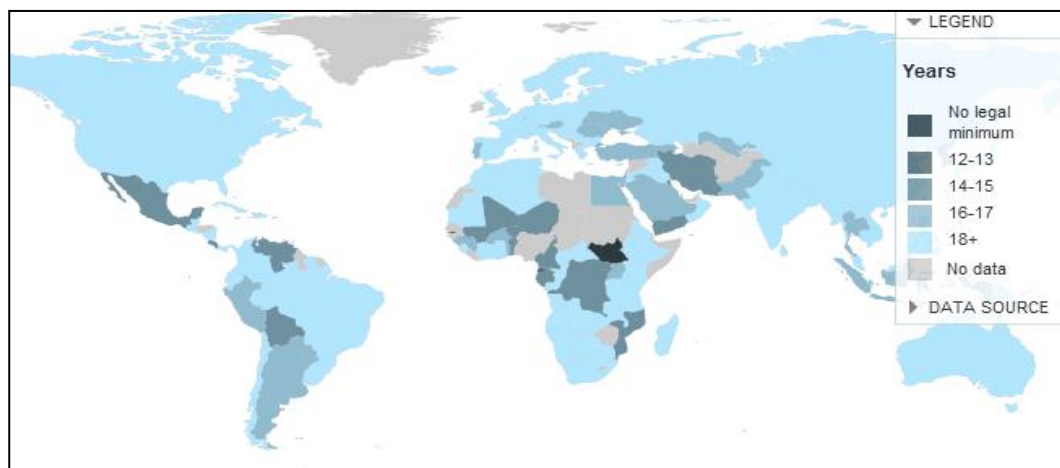 LEGEND
Years
No legal
minimum
12-13
14-15
16-17
18+
No data
DATA SOURCE